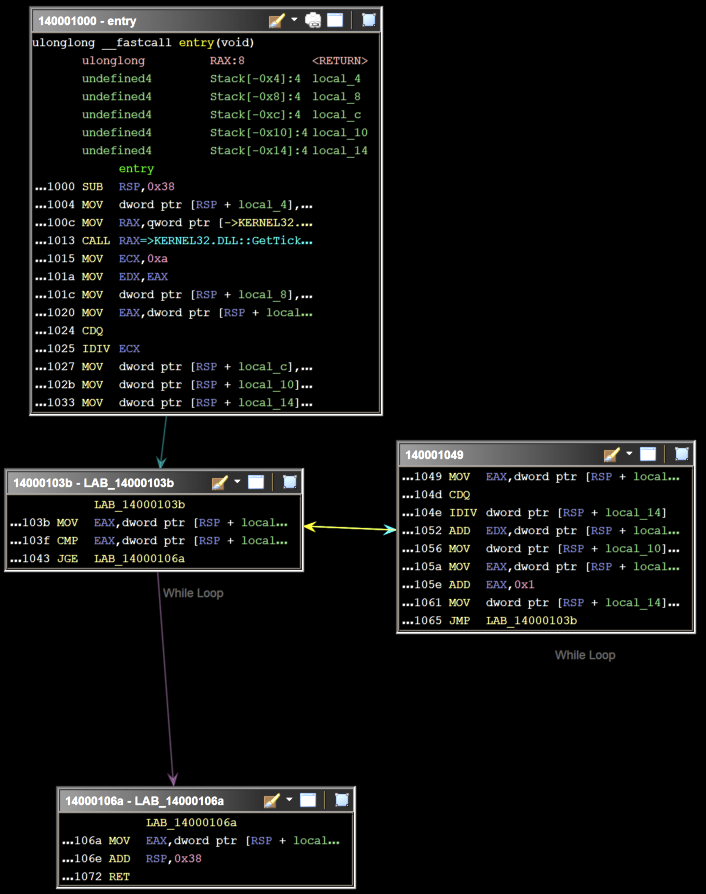 140001000 - entry
ulonglong __fastcall entry(void)
ulonglong RAX:8 <RETURN>
undefined4 Stack[-0x4]:4 local_4
undefined4 Stack[-0x8]:4 local_8
undefined4 Stack[-0xc]:4 local_c
undefined4 Stack[-0x10]:4 local_10
undefined4 Stack[-0x14]:4 local_14
entry
...1000 SUB RSP,0x38
...1004 MOV dword ptr [RSP + local_4],...
...100c MOV RAX,qword ptr [->KERNEL32....
...1013 CALL RAX=>KERNEL32.DLL::GetTick...
...1015 MOV ECX,0xa
...101a MOV EDX,EAX
...101c MOV dword ptr [RSP + local_8],...
...1020 MOV EAX,dword ptr [RSP + local...
...1024 CDQ
...1025 IDIV ECX
...1027 MOV dword ptr [RSP + local_c],...
...102b MOV dword ptr [RSP + local_10]...
...1033 MOV dword ptr [RSP + local_14]...
14000103b - LAB_14000103b
LAB_14000103b
...103b MOV EAX,dword ptr [RSP + local...
...103f CMP EAX,dword ptr [RSP + local...
...1043 JGE LAB_14000106a
While Loop
140001049
...1049 MOV EAX,dword ptr [RSP + local...
...104d CDQ
...104e IDIV dword ptr [RSP + local_14]
...1052 ADD EDX,dword ptr [RSP + local...
...1056 MOV dword ptr [RSP + local_10]...
...105a MOV EAX,dword ptr [RSP + local...
...105e ADD EAX,0x1
...1061 MOV dword ptr [RSP + local_14]...
...1065 JMP LAB_14000103b
While Loop
14000106a - LAB_14000106a
LAB_14000106a
...106a MOV EAX,dword ptr [RSP + local...
...106e ADD RSP,0x38
...1072 RET